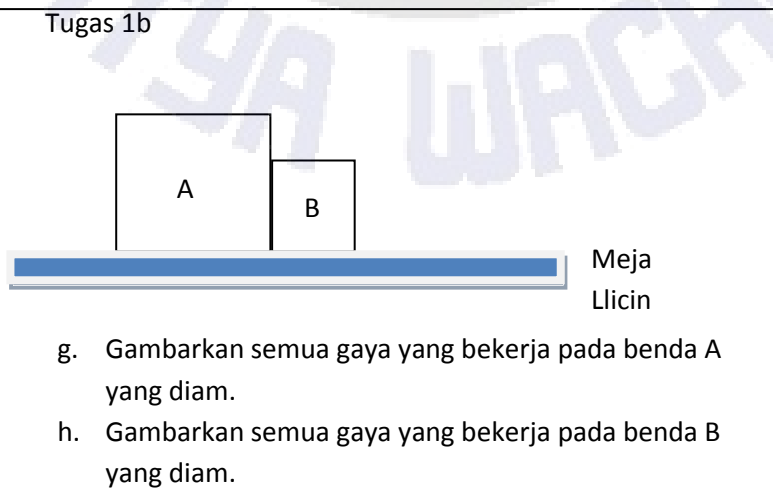 Tugas 1b
A
B
Meja
Llicin
g. Gambarkan semua gaya yang bekerja pada benda A
yang diam.
h. Gambarkan semua gaya yang bekerja pada benda B
yang diam.